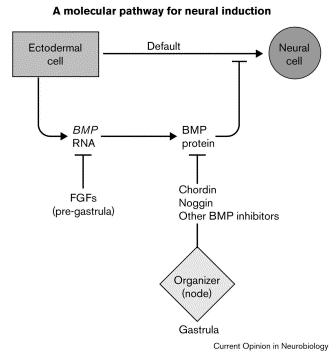 A molecular pathway for neural induction
Ectodermal
cell
Default
Neural
cell
BMP
RNA
BMP
protein
FGFs
(pre-gastrula)
Chordin
Noggin
Other BMP inhibitors
Organizer
(node)
Gastrula
Current Opinion in Neurobiology